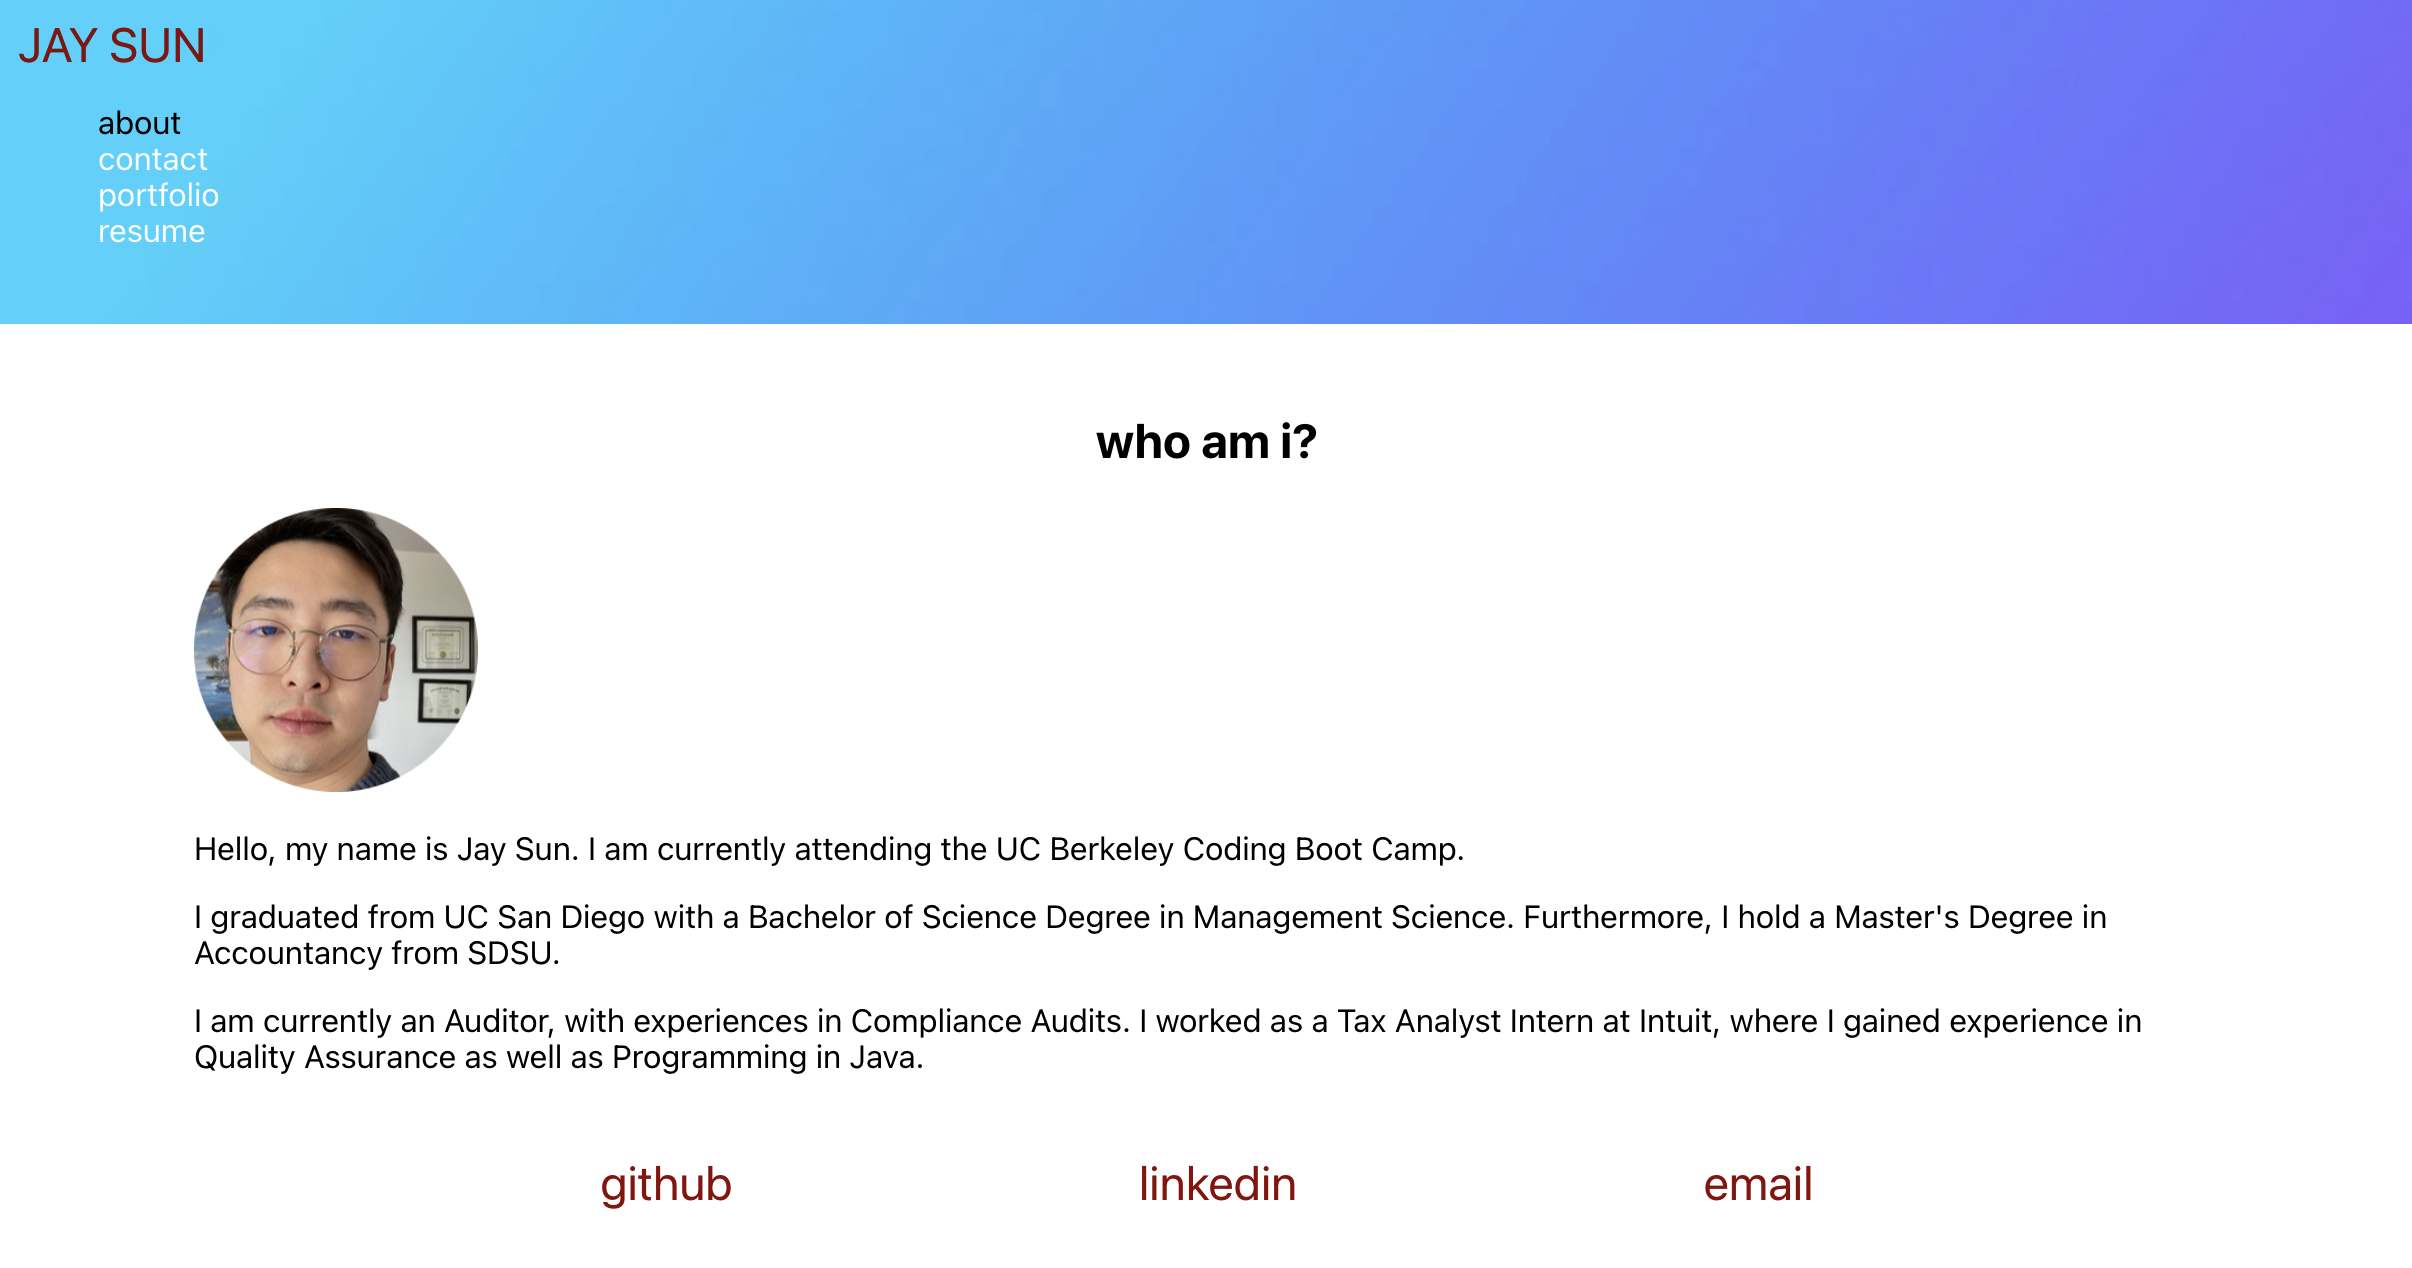 JAY SUN
about
contact
portfolio
resume
who am i?
Hello, my name is Jay Sun. I am currently attending the UC Berkeley Coding Boot Camp.
I graduated from UC San Diego with a Bachelor of Science Degree in Management Science. Furthermore, I hold a Master's Degree in
Accountancy from SDSU.
I am currently an Auditor, with experiences in Compliance Audits. I worked as a Tax Analyst Intern at Intuit, where I gained experience in
Quality Assurance as well as Programming in Java.
github
linkedin
email